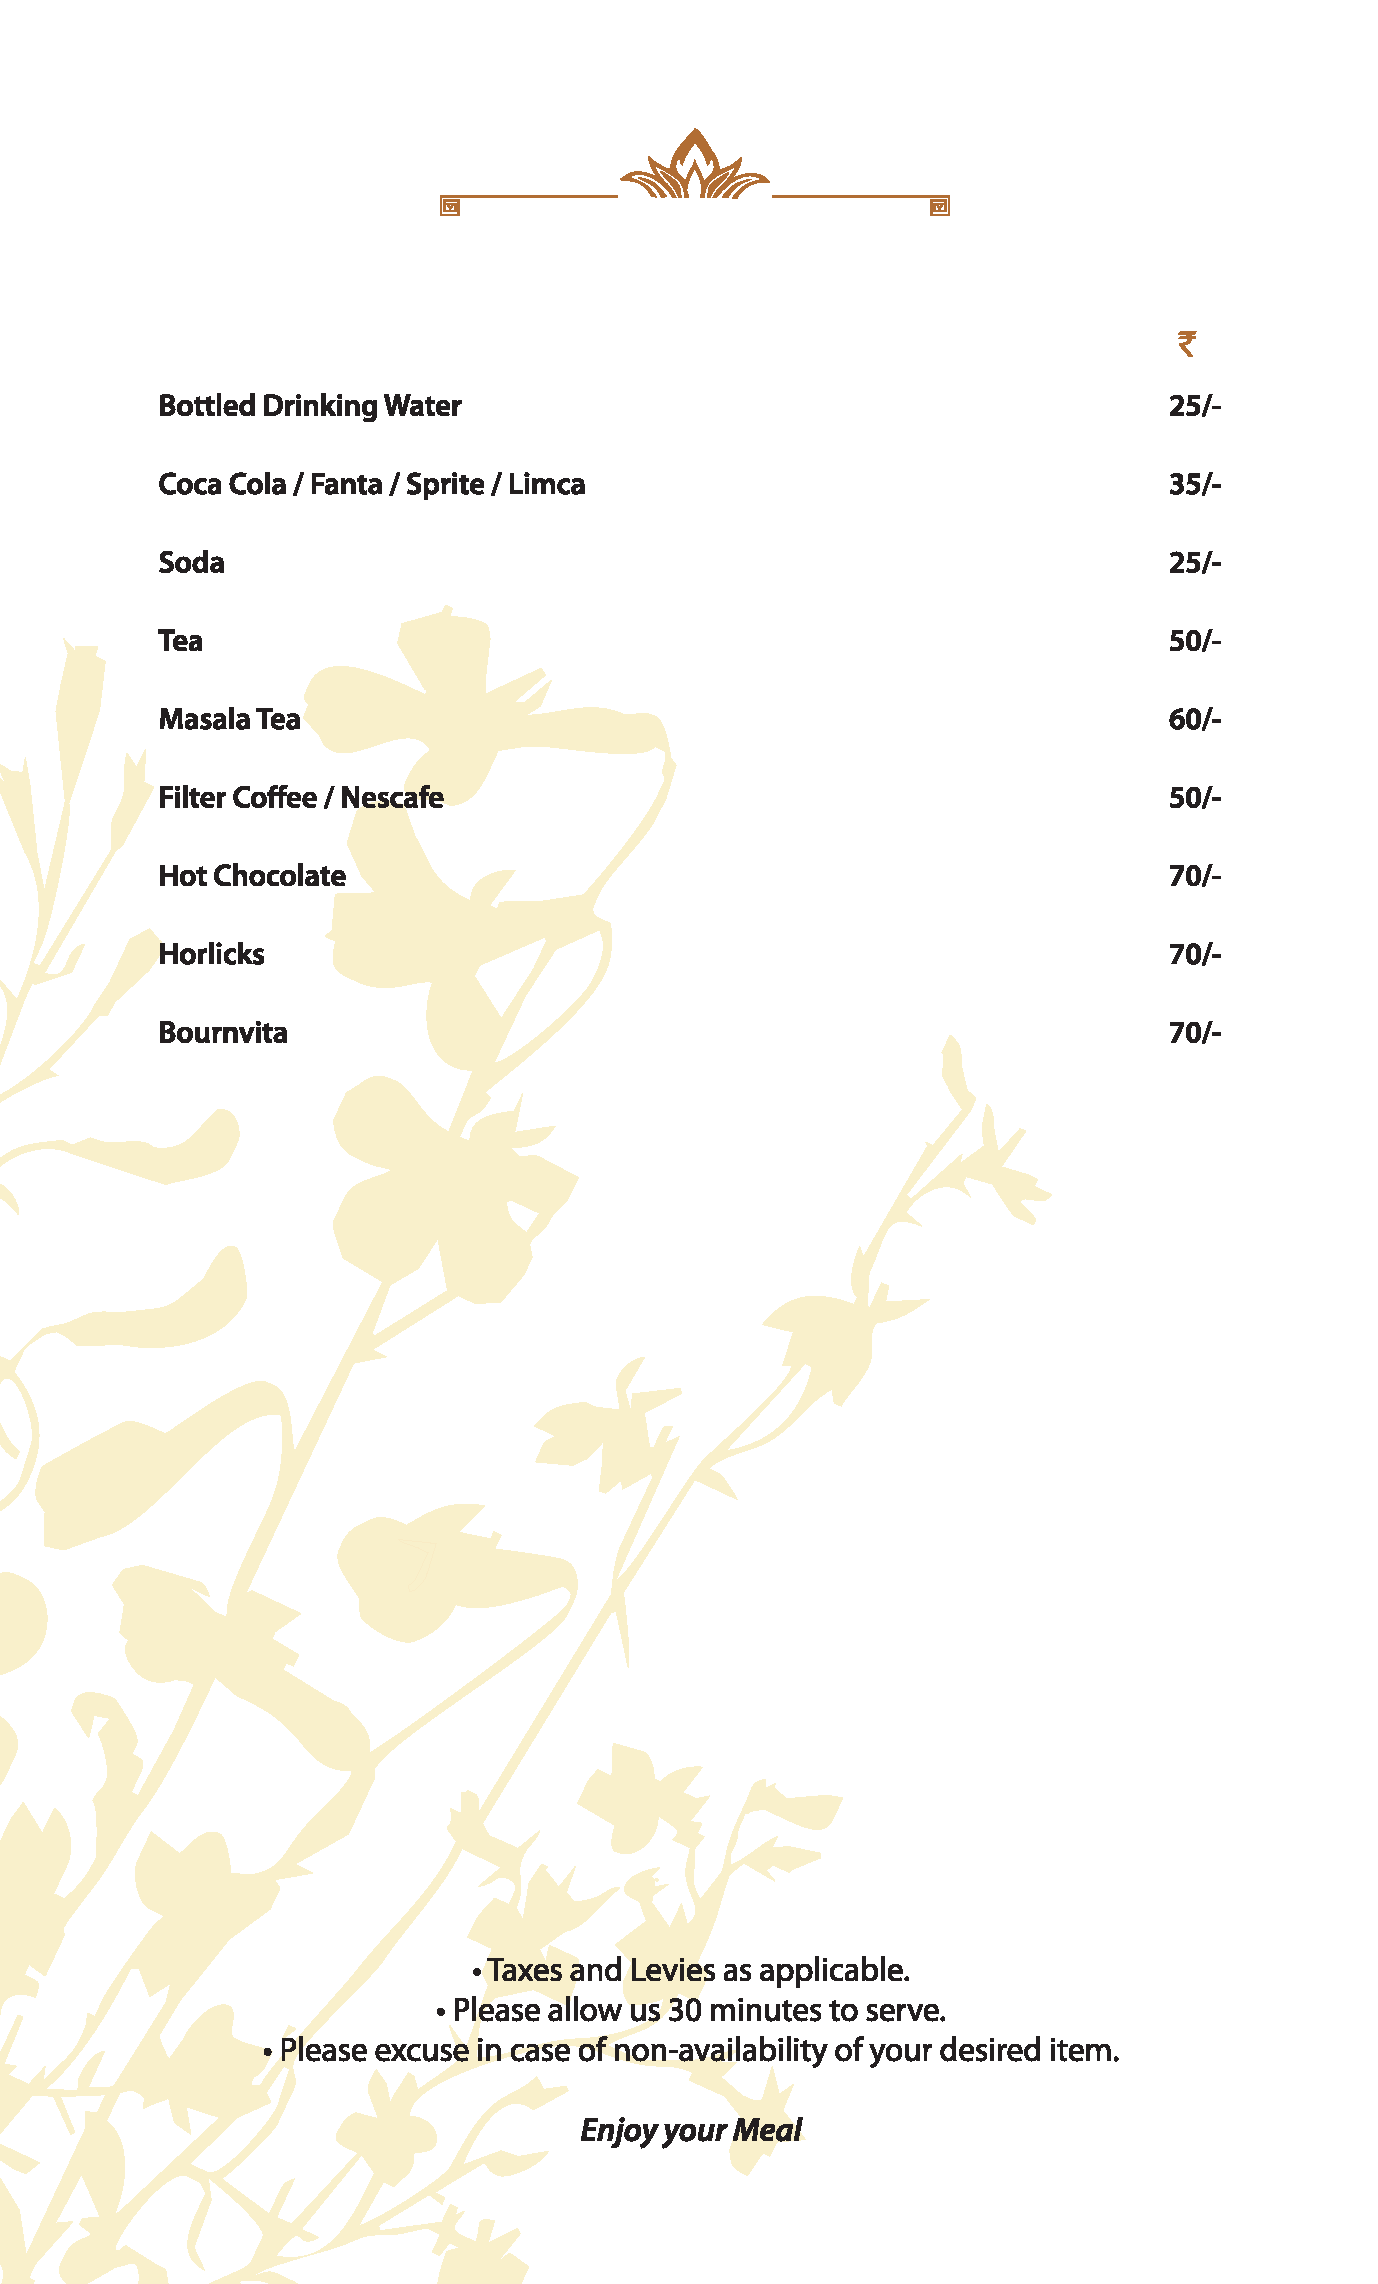 ₹
Bottled Drinking Water 25/-
Coca Cola / Fanta / Sprite / Limca 35/-
Soda 25/-
Tea 50/-
Masala Tea 60/-
Filter Coffee / Nescafe 50/-
Hot Chocolate 70/-
Horlicks 70/-
Bournvita 70/-
• Taxes and Levies as applicable.
• Please allow us 30 minutes to serve.
• Please excuse in case of non-availability of your desired item.
Enjoy your Meal